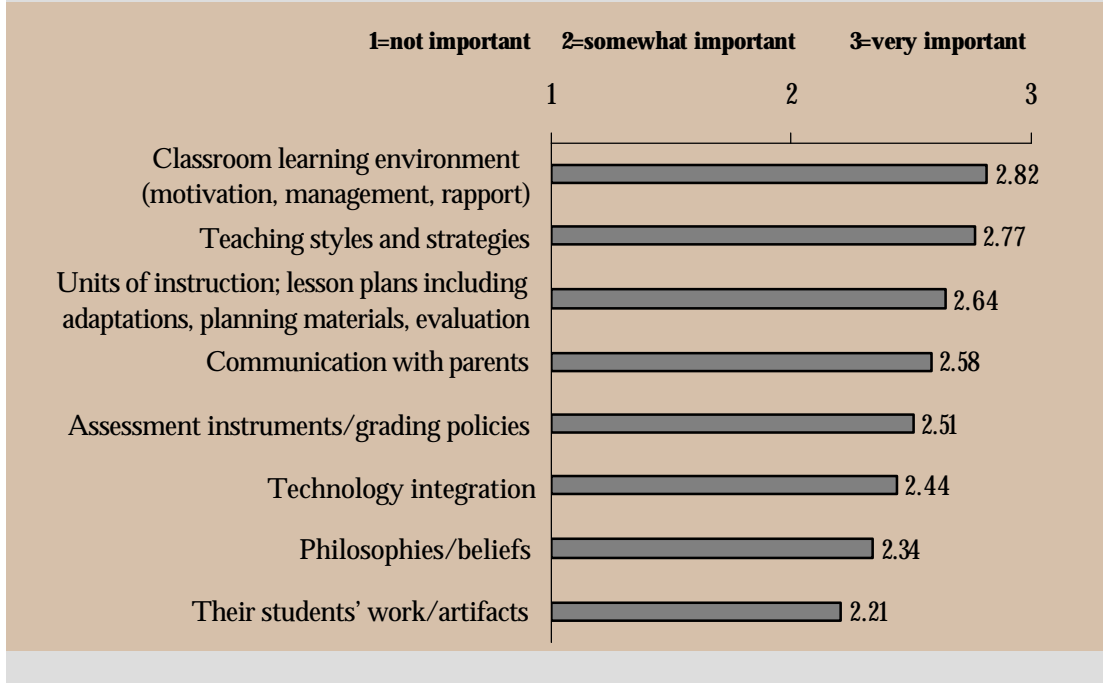 1=not important 2=somewhat important 3=very important
1 2 3
Classroom learning environment
(motivation, management, rapport)
2.82
Teaching styles and strategies 2.77
Units of instruction; lesson plans including
adaptations, planning materials, evaluation
2.64
Communication with parents 2.58
Assessment instruments/grading policies 2.51
Technology integration 2.44
Philosophies/beliefs 2.34
Their students’ work/artifacts 2.21